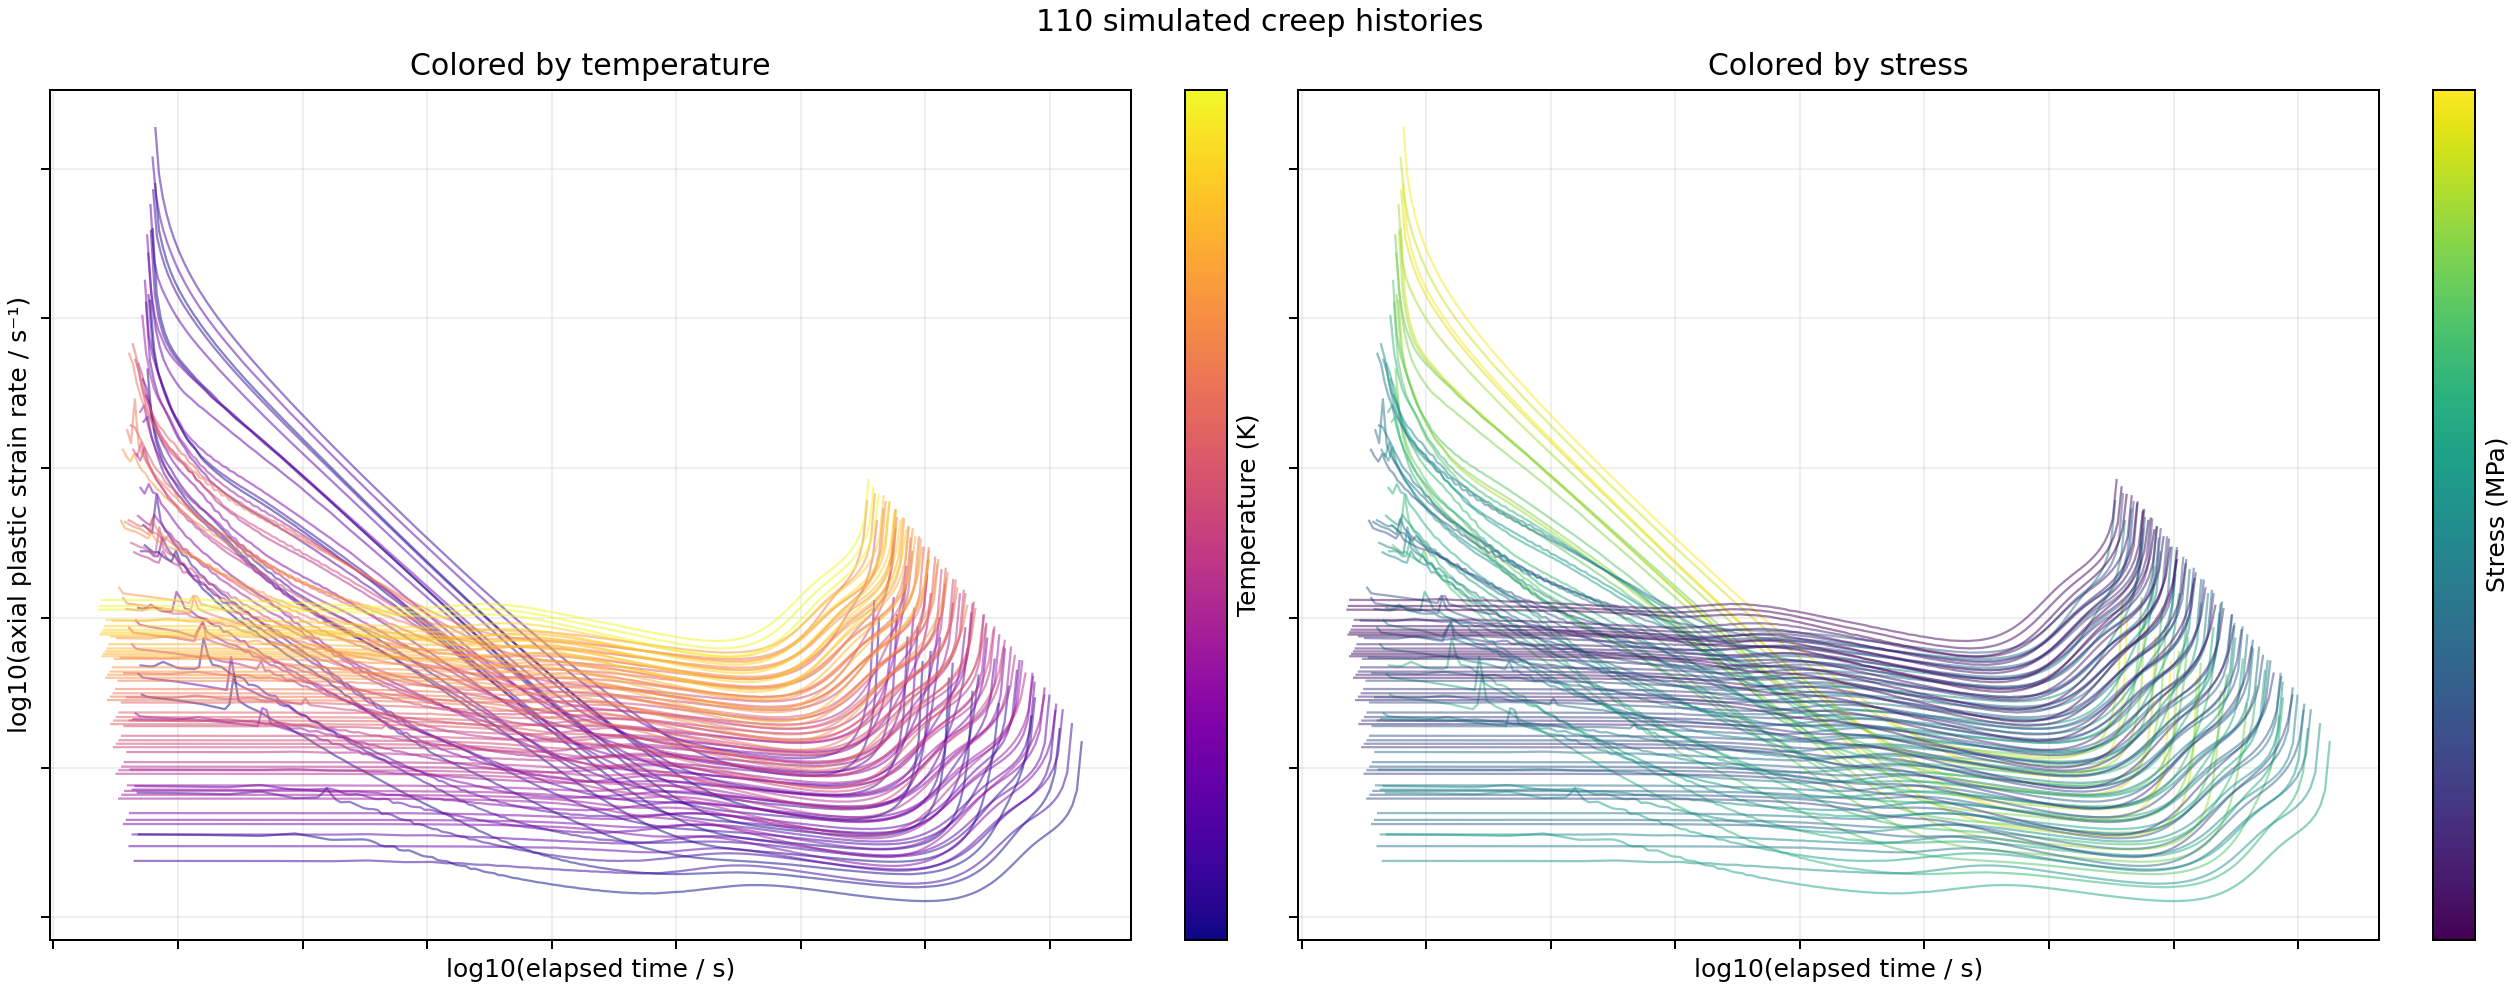 110 simulated creep histories
Colored by temperature
Colored by stress
log10(axial plastic strain rate / s⁻¹)
Temperature (K)
Stress (MPa)
log10(elapsed time / s)
log10(elapsed time / s)